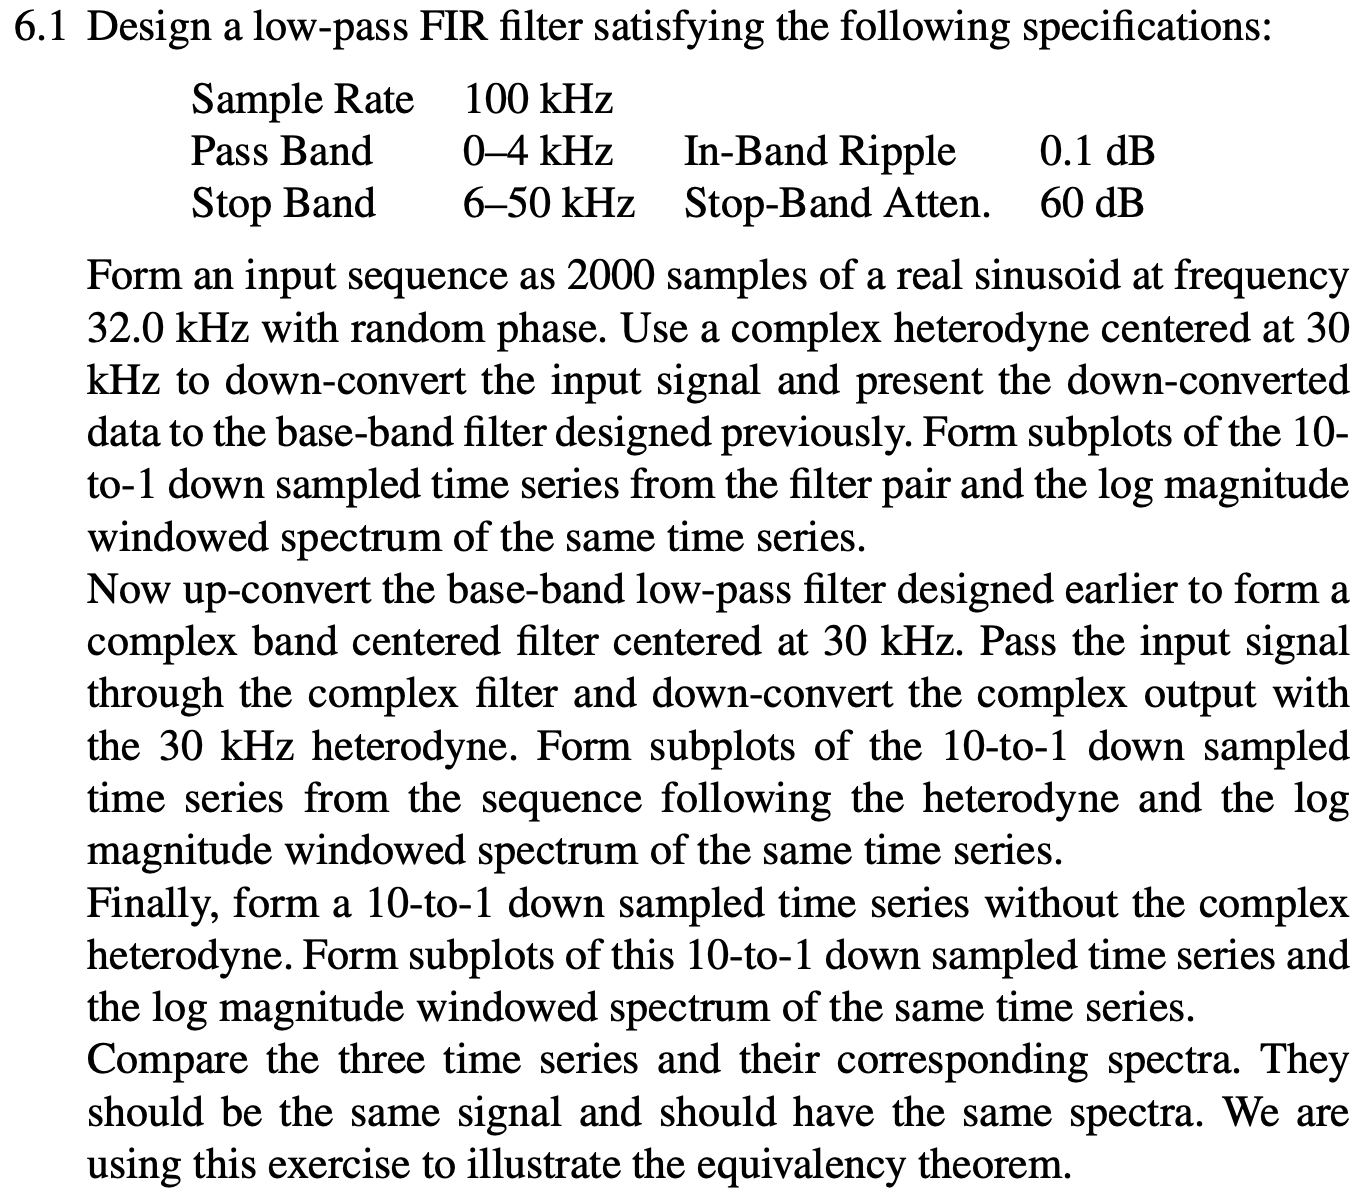 6.1 Design a low-pass FIR filter satisfying the following specifications:
Sample Rate 100 kHz
Pass Band 0–4 kHz In-Band Ripple 0.1 dB
Stop Band 6–50 kHz Stop-Band Atten. 60 dB
Form an input sequence as 2000 samples of a real sinusoid at frequency
32.0 kHz with random phase. Use a complex heterodyne centered at 30
kHz to down-convert the input signal and present the down-converted
data to the base-band filter designed previously. Form subplots of the 10-
to-1 down sampled time series from the filter pair and the log magnitude
windowed spectrum of the same time series.
Now up-convert the base-band low-pass filter designed earlier to form a
complex band centered filter centered at 30 kHz. Pass the input signal
through the complex filter and down-convert the complex output with
the 30 kHz heterodyne. Form subplots of the 10-to-1 down sampled
time series from the sequence following the heterodyne and the log
magnitude windowed spectrum of the same time series.
Finally, form a 10-to-1 down sampled time series without the complex
heterodyne. Form subplots of this 10-to-1 down sampled time series and
the log magnitude windowed spectrum of the same time series.
Compare the three time series and their corresponding spectra. They
should be the same signal and should have the same spectra. We are
using this exercise to illustrate the equivalency theorem.